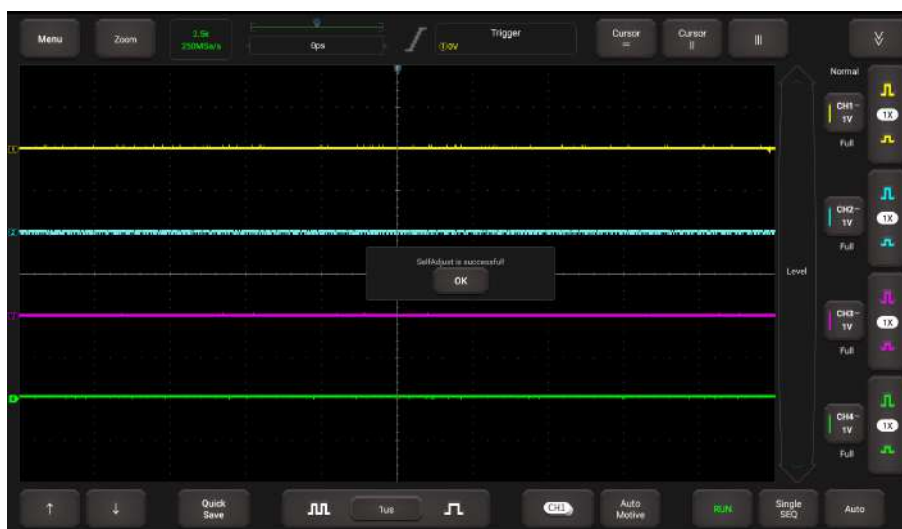 Menu
Zoom
2.5K
250MSa/s
0ps
Trigger
①0V
Cursor
=
Cursor
||
|||
Normal
CH1
1V
1X
Full
CH2
1V
1X
Full
SelfAdjust is successful!
OK
Level
CH3
1V
1X
Full
CH4
1V
1X
Full
↑
↓
Quick
Save
1us
CH1
Auto
Motive
RUN
Single
SEQ
Auto